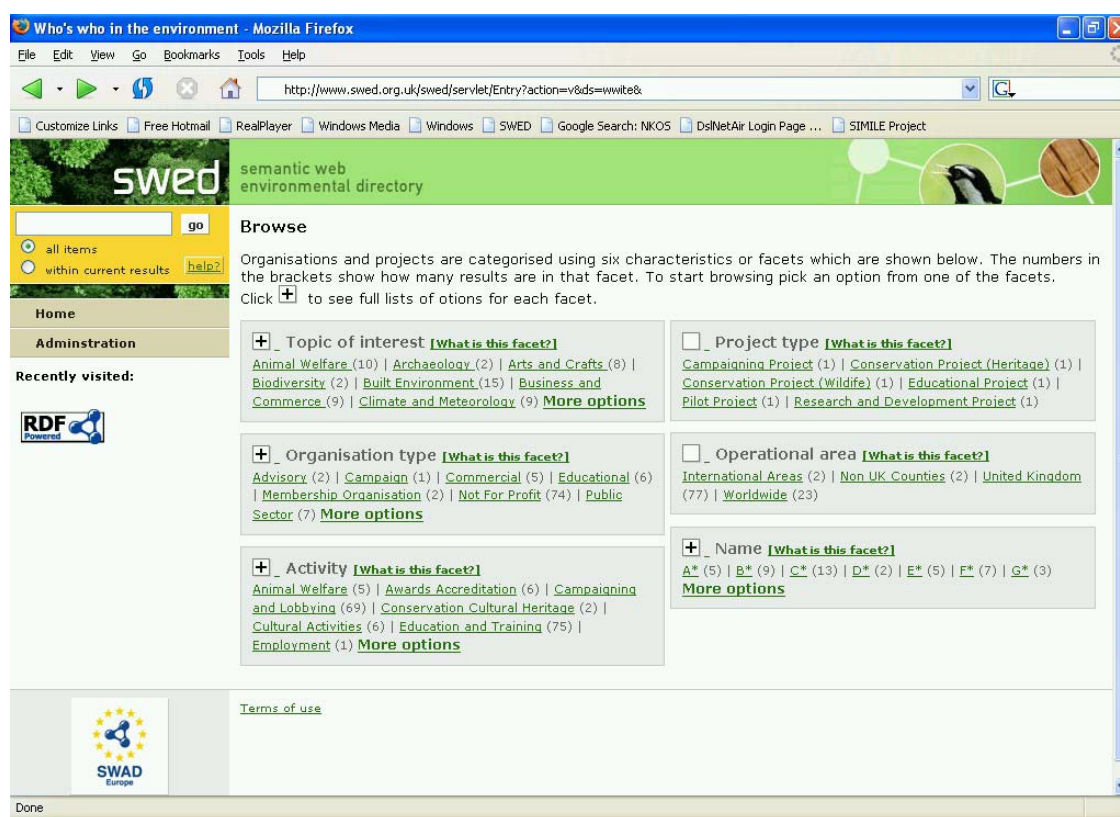 Who's who in the environment - Mozilla Firefox
File Edit View Go Bookmarks Tools Help
http://www.swed.org.uk/swed/servlet/Entry?action=v&ds=wwite&
G
Customize Links Free Hotmail RealPlayer Windows Media Windows SWED Google Search: NKOS DslNetAir Login Page ... SIMILE Project
swed
semantic web
environmental directory
go
all items
within current results help?
Home
Adminstration
Recently visited:
RDF
Powered
Browse
Organisations and projects are categorised using six characteristics or facets which are shown below. The numbers in
the brackets show how many results are in that facet. To start browsing pick an option from one of the facets.
Click + to see full lists of otions for each facet.
+ _ Topic of interest [What is this facet?]
Animal Welfare (10) | Archaeology (2) | Arts and Crafts (8) |
Biodiversity (2) | Built Environment (15) | Business and
Commerce (9) | Climate and Meteorology (9) More options
+ _ Organisation type [What is this facet?]
Advisory (2) | Campaign (1) | Commercial (5) | Educational (6)
| Membership Organisation (2) | Not For Profit (74) | Public
Sector (7) More options
+ _ Activity [What is this facet?]
Animal Welfare (5) | Awards Accreditation (6) | Campaigning
and Lobbying (69) | Conservation Cultural Heritage (2) |
Cultural Activities (6) | Education and Training (75) |
Employment (1) More options
_ Project type [What is this facet?]
Campaigning Project (1) | Conservation Project (Heritage) (1) |
Conservation Project (Wildife) (1) | Educational Project (1) |
Pilot Project (1) | Research and Development Project (1)
_ Operational area [What is this facet?]
International Areas (2) | Non UK Counties (2) | United Kingdom
(77) | Worldwide (23)
+ _ Name [What is this facet?]
A* (5) | B* (9) | C* (13) | D* (2) | E* (5) | F* (7) | G* (3)
More options
SWAD
Europe
Terms of use
Done